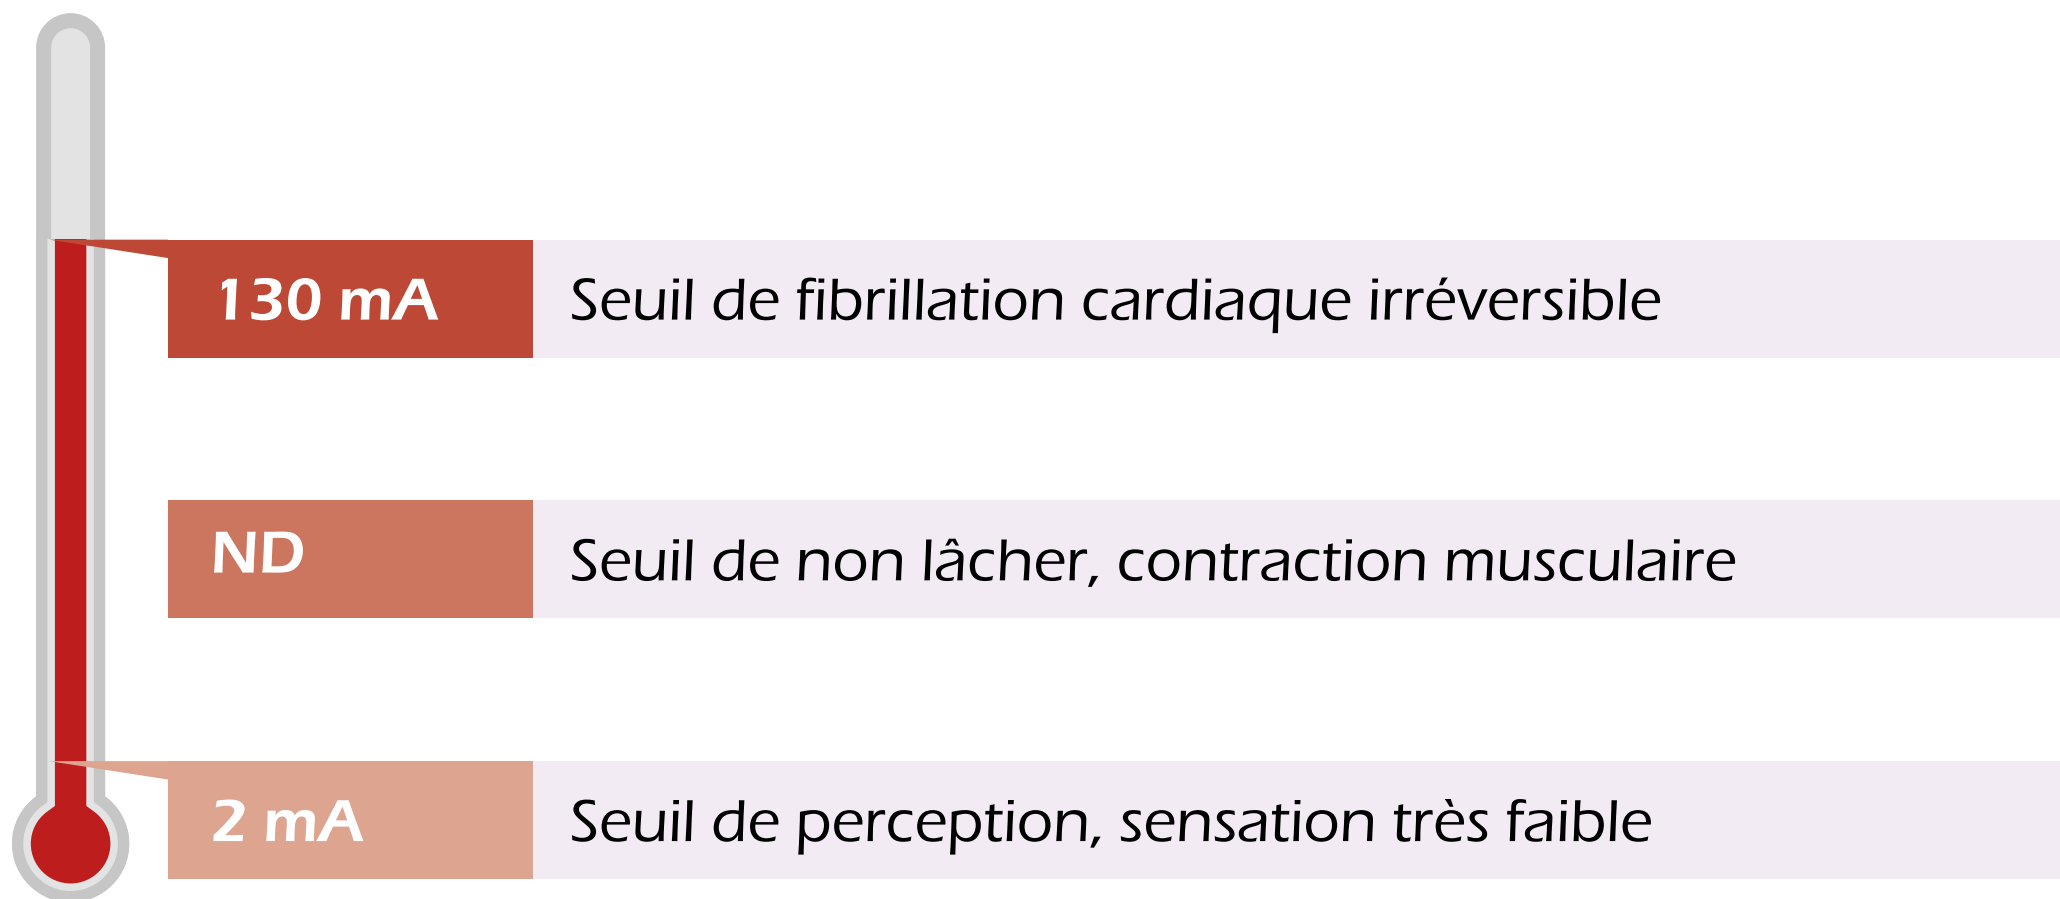 130 mA Seuil de fibrillation cardiaque irréversible
ND Seuil de non lâcher, contraction musculaire
2 mA Seuil de perception, sensation très faible